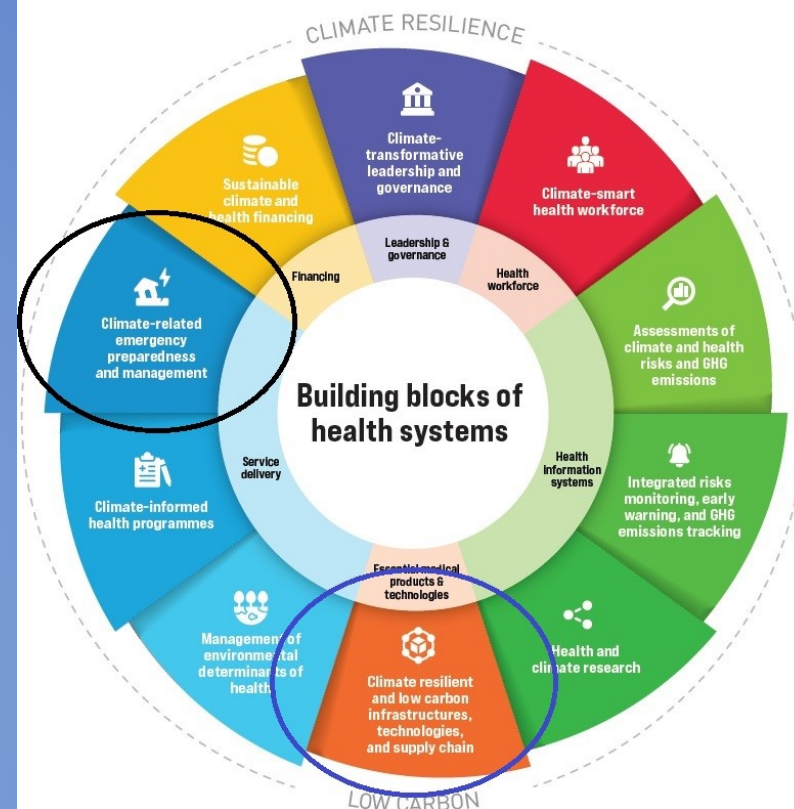 CLIMATE RESILIENCE
Climate-
transformative
leadership and
governance
Climate-smart
health workforce
Assessments of
climate and health
risks and GHG
emissions
Integrated risks
monitoring, early
warning, and GHG
emissions tracking
Health and
climate research
Climate resilient
and low carbon
infrastructures,
technologies,
and supply chain
Management of
environmental
determinants of
health
Climate-informed
health programmes
Climate-related
emergency
preparedness
and management
Sustainable
climate and
health financing
Leadership &
governance
Health
workforce
Health
information
systems
Essential medical
products &
technologies
Service
delivery
Financing
Building blocks of
health systems
LOW CARBON